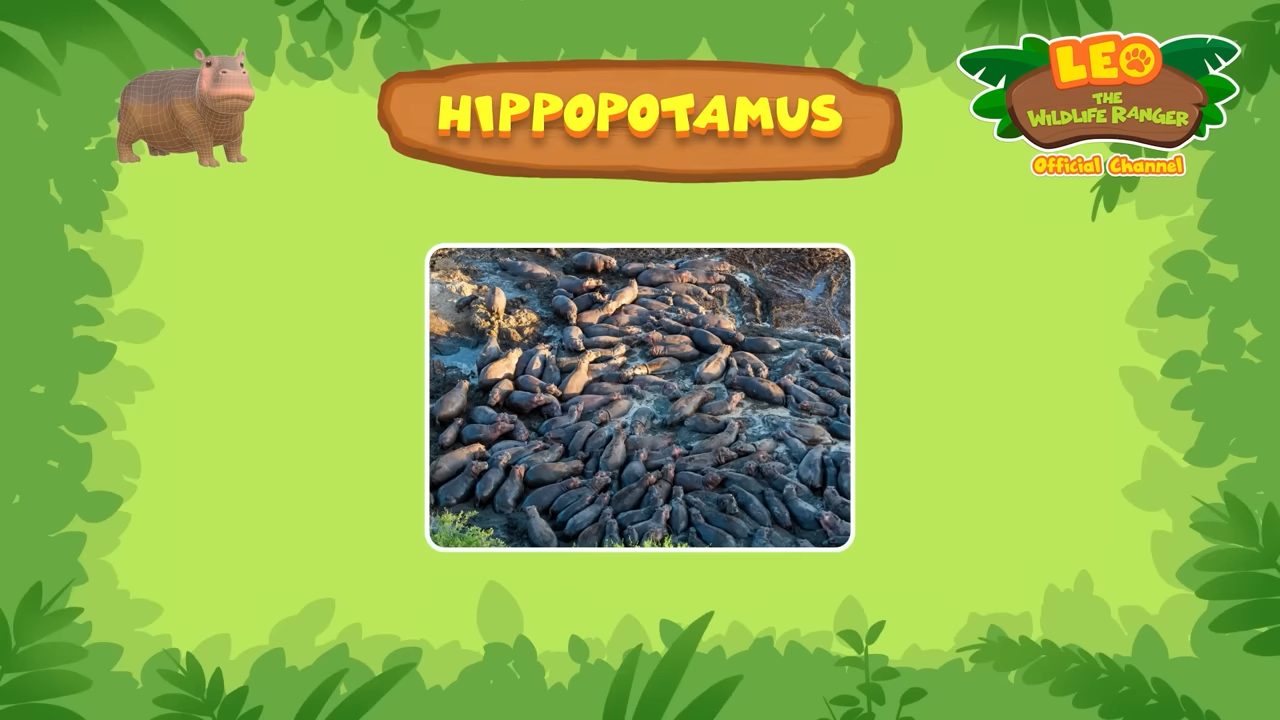 HIPPOPOTAMUS
LEO
THE
WILDLIFE RANGER
Official Channel